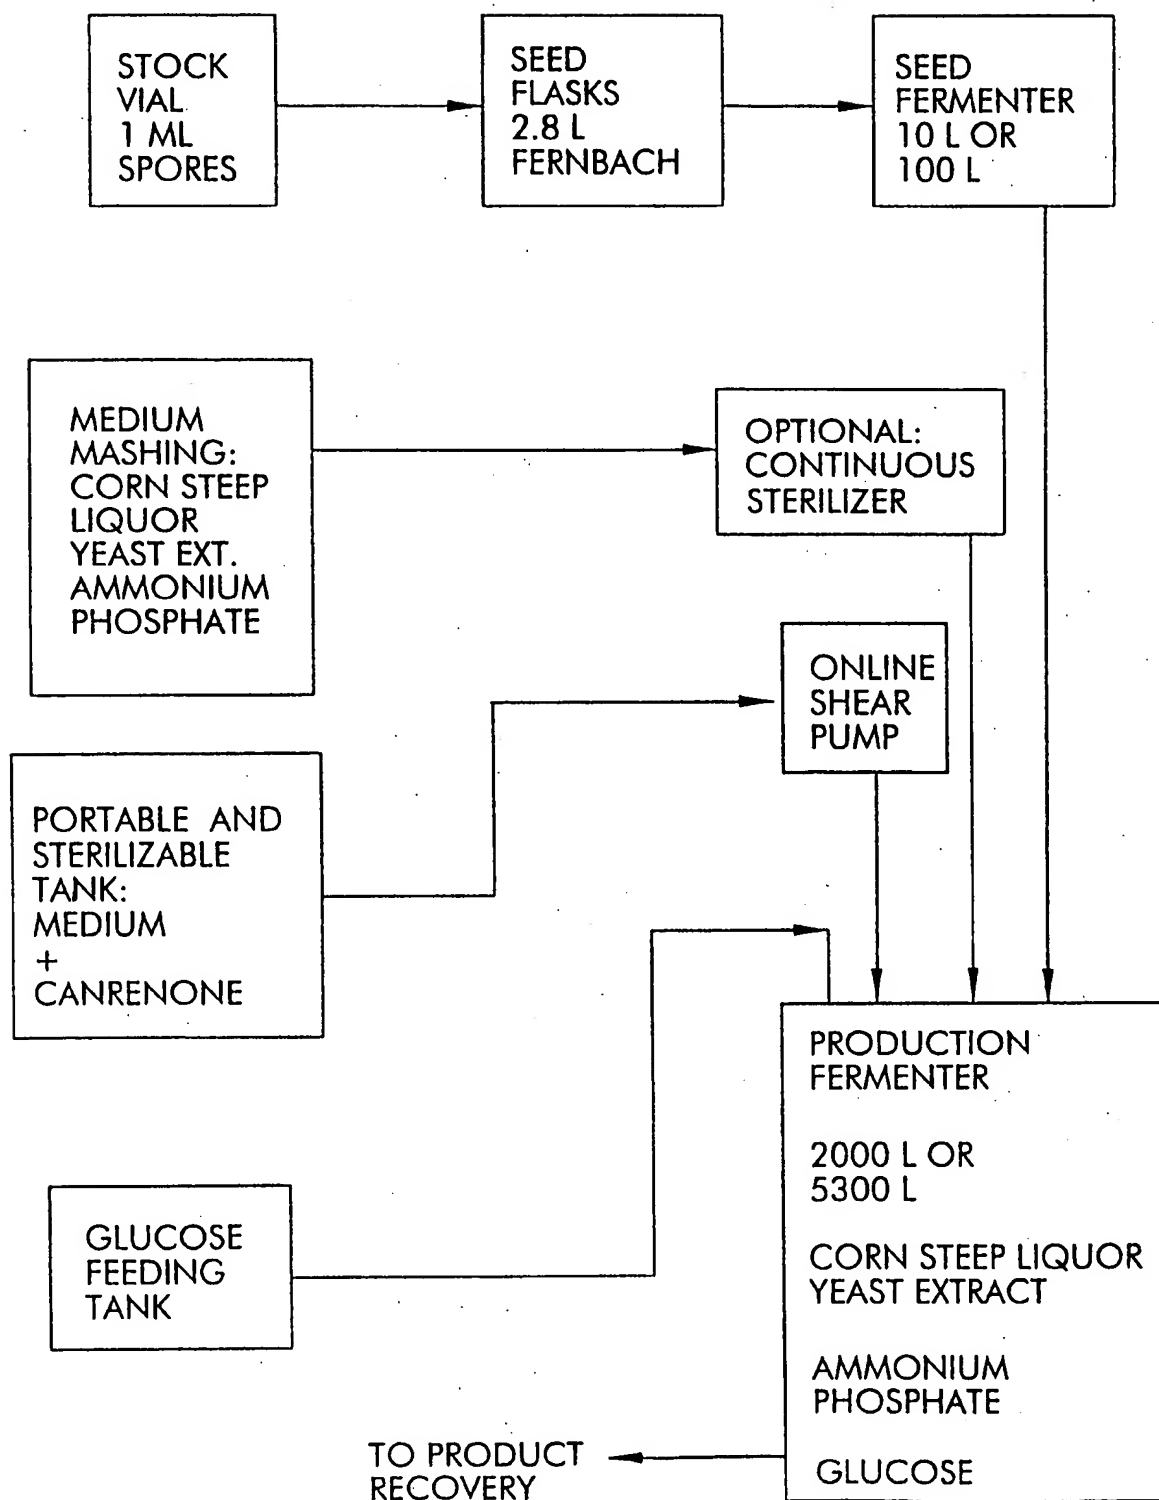 STOCK
VIAL
1 ML
SPORES
SEED
FLASKS
2.8 L
FERNBACH
SEED
FERMENTER
10 L OR
100 L
MEDIUM
MASHING:
CORN STEEP
LIQUOR
YEAST EXT.
AMMONIUM
PHOSPHATE
OPTIONAL:
CONTINUOUS
STERILIZER
ONLINE
SHEAR
PUMP
PORTABLE AND
STERILIZABLE
TANK:
MEDIUM
+
CANRENONE
GLUCOSE
FEEDING
TANK
PRODUCTION
FERMENTER
2000 L OR
5300 L
CORN STEEP LIQUOR
YEAST EXTRACT
AMMONIUM
PHOSPHATE
GLUCOSE
TO PRODUCT
RECOVERY